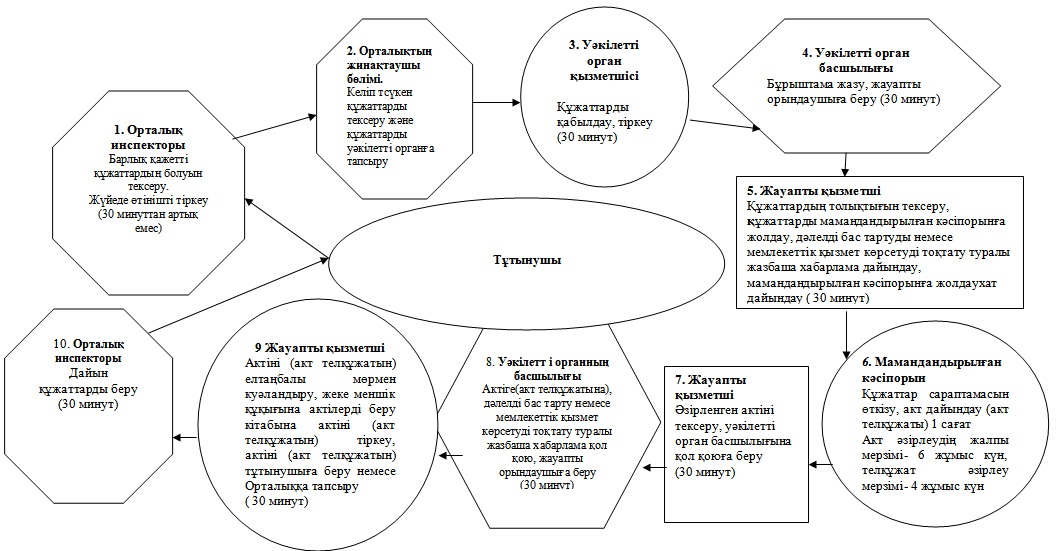 1. Орталық
инспекторы
Барлық қажетті
құжаттардың болуын
тексеру.
Жүйеде өтінішті тіркеу
(30 минуттан артық
емес)
2. Орталықтың
жинақтаушы
бөлімі.
Келіп тсүкен
құжаттарды
тексеру және
құжаттарды
уәкілетті органға
тапсыру
3. Уәкілетті
орган
қызметшісі
Құжаттарды
қабылдау, тіркеу
(30 минут)
4. Уәкілетті орган
басшылығы
Бұрыштама жазу, жауапты
орындаушыға беру (30 минут)
5. Жауапты қызметші
Құжаттардың толықтығын тексеру,
құжаттарды мамандандырылған кәсіпорынға
жолдау, дәлелді бас тартуды немесе
мемлекеттік қызмет көрсетуді тоқтату туралы
жазбаша хабарлама дайындау,
мамандандырылған кәсіпорынға жолдаухат
дайындау ( 30 минут)
Тұтынушы
6. Мамандандырылған
кәсіпорын
Құжаттар сараптамасын
өткізу, акт дайындау (акт
телқұжаты) 1 сағат
Акт әзірлеудің жалпы
мерзімі- 6 жұмыс күн,
телқұжат әзірлеу
мерзімі- 4 жұмыс күн
7. Жауапты
қызметші
Әзірленген актіні
тексеру, уәкілетті
орган басшылығына
қол қоюға беру
(30 минут)
8. Уәкілетт і органның
басшылығы
Актіге(акт телқұжатына),
дәлелді бас тарту немесе
мемлекеттік қызмет
көрсетуді тоқтату туралы
жазбаша хабарлама қол
қою, жауапты
орындаушыға беру
(30 минут)
9 Жауапты қызметші
Актіні (акт телқұжатын)
елтаңбалы мөрмен
куәландыру, жеке меншік
құқығына актілерді беру
кітабына актіні (акт
телқұжатын) тіркеу,
актіні (акт телқұжатын)
тұтынушыға беру немесе
Орталыққа тапсыру
( 30 минут)
10. Орталық
инспекторы
Дайын
құжаттарды беру
(30 минут)